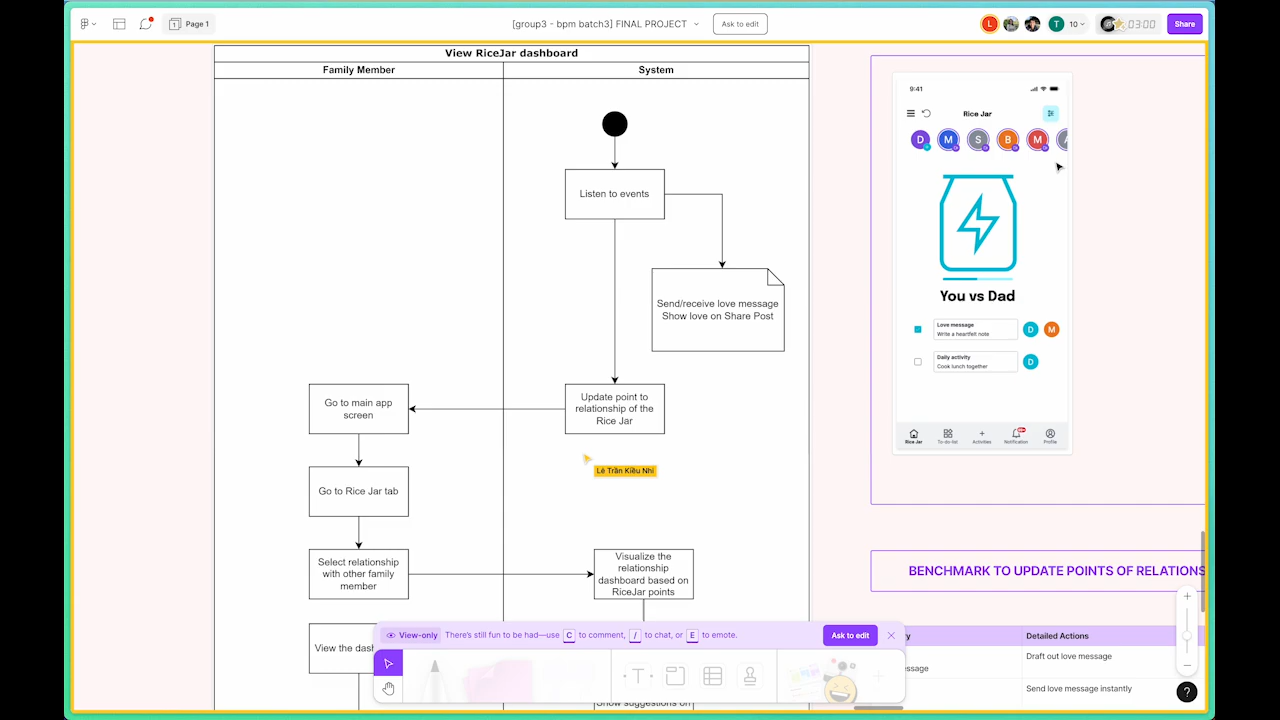 Page 1
[group3 - bpm batch3] FINAL PROJECT
Ask to edit
L
T
10
03:00
Share
View RiceJar dashboard
Family Member
System
Listen to events
Send/receive love message
Show love on Share Post
Go to main app
screen
Update point to
relationship of the
Rice Jar
Lê Trần Kiều Nhi
Go to Rice Jar tab
Select relationship
with other family
member
Visualize the
relationship
dashboard based on
RiceJar points
View the dash
Show suggestions on
9:41
Rice Jar
D
M
S
B
M
You vs Dad
Love message
Write a heartfelt note
D
M
Daily activity
Cook lunch together
D
Rice Jar
To-do-list
Activities
Notification
Profile
BENCHMARK TO UPDATE POINTS OF RELATIONS
Detailed Actions
Draft out love message
Send love message instantly
View-only
There's still fun to be had—use C to comment, / to chat, or E to emote.
Ask to edit
T
?